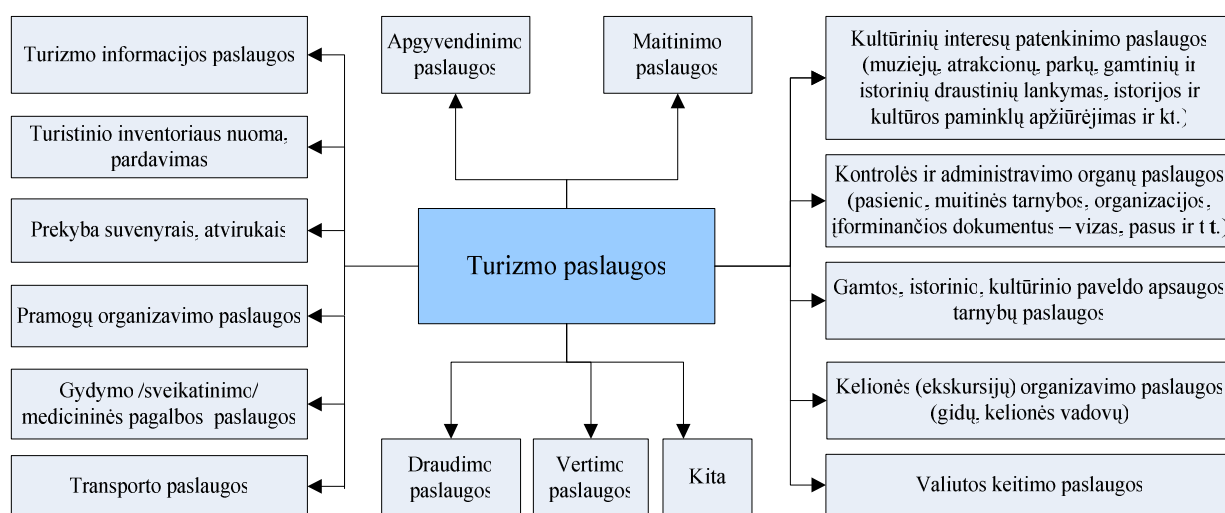 Turizmo informacijos paslaugos
Turistinio inventoriaus nuoma,
pardavimas
Prekyba suvenyrais, atvirukais
Pramogų organizavimo paslaugos
Gydymo /sveikatinimo/
medicininės pagalbos paslaugos
Transporto paslaugos
Apgyvendinimo
paslaugos
Maitinimo
paslaugos
Turizmo paslaugos
Draudimo
paslaugos
Vertimo
paslaugos
Kita
Kultūrinių interesų patenkinimo paslaugos
(muziejų, atrakcionų, parkų, gamtinių ir
istorinių draustinių lankymas, istorijos ir
kultūros paminklų apžiūrėjimas ir kt.)
Kontrolės ir administravimo organų paslaugos
(pasienio, muitinės tarnybos, organizacijos,
įforminančios dokumentus – vizas, pasus ir t.t.)
Gamtos, istorinio, kultūrinio paveldo apsaugos
tarnybų paslaugos
Kelionės (ekskursijų) organizavimo paslaugos
(gidų, kelionės vadovų)
Valiutos keitimo paslaugos